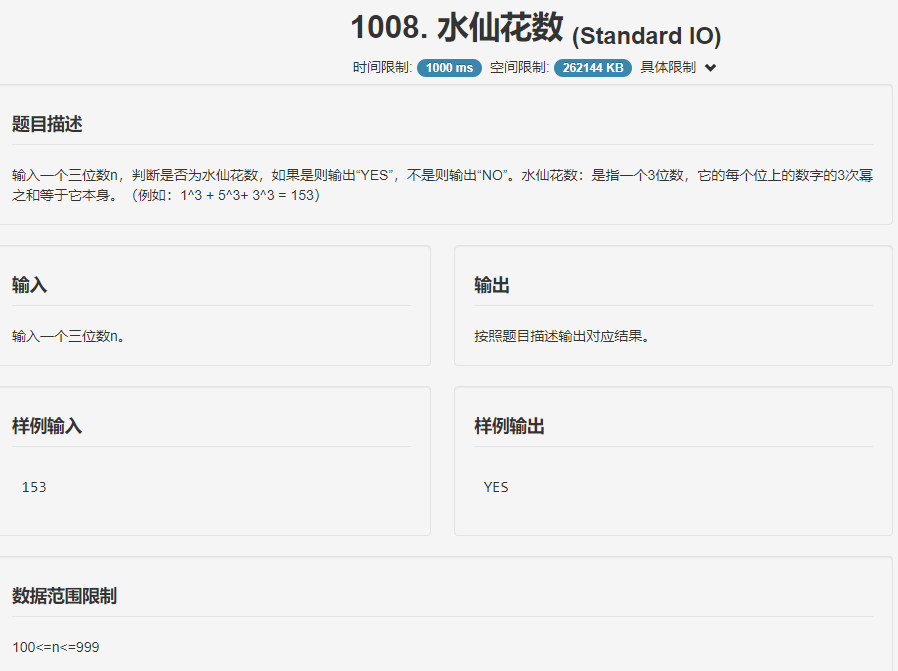 1008. 水仙花数 (Standard IO)
时间限制: 1000 ms 空间限制: 262144 KB 具体限制
题目描述
输入一个三位数n，判断是否为水仙花数，如果是则输出“YES”，不是则输出“NO”。水仙花数：是指一个3位数，它的每个位上的数字的3次幂
之和等于它本身。（例如：1^3 + 5^3+ 3^3 = 153）
输入
输入一个三位数n。
输出
按照题目描述输出对应结果。
样例输入
153
样例输出
YES
数据范围限制
100<=n<=999